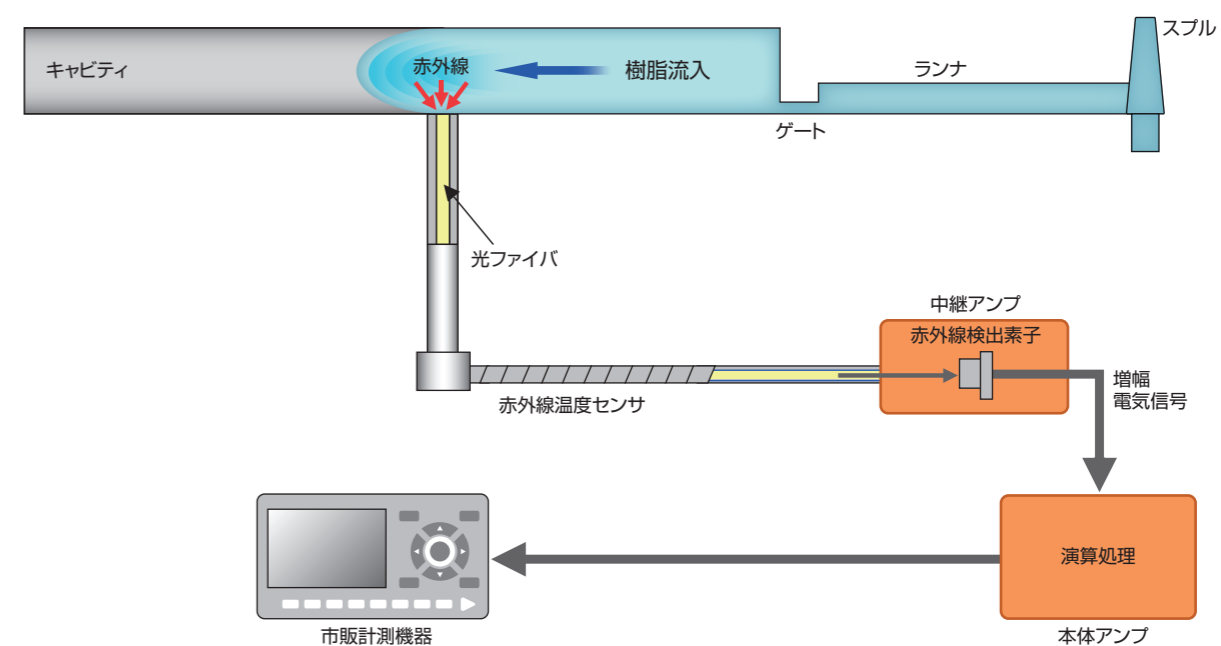 スプル
キャビティ
赤外線
樹脂流入
ランナ
ゲート
光ファイバ
中継アンプ
赤外線検出素子
赤外線温度センサ
増幅
電気信号
演算処理
市販計測機器
本体アンプ